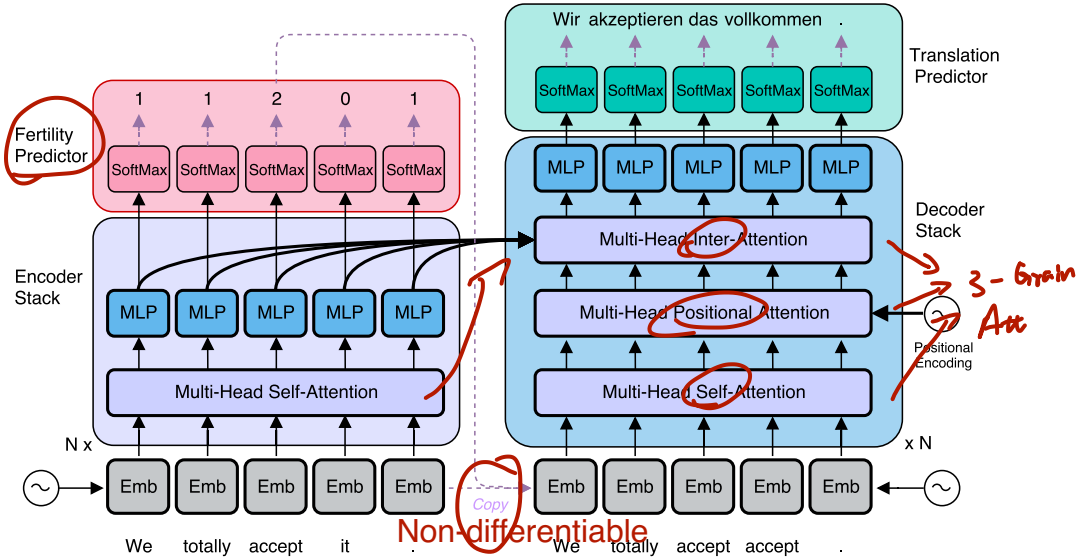 Wir akzeptieren das vollkommen .
SoftMax SoftMax SoftMax SoftMax SoftMax
Translation
Predictor
1 1 2 0 1
Fertility
Predictor
SoftMax SoftMax SoftMax SoftMax SoftMax
MLP MLP MLP MLP MLP
Decoder
Stack
Multi-Head Inter-Attention
Encoder
Stack
MLP MLP MLP MLP MLP
Multi-Head Positional Attention
3 - Grain
Att
Positional
Encoding
Multi-Head Self-Attention
Multi-Head Self-Attention
N x
x N
Emb Emb Emb Emb Emb
Copy
Emb Emb Emb Emb Emb
Non-differentiable
We totally accept it .
We totally accept accept .